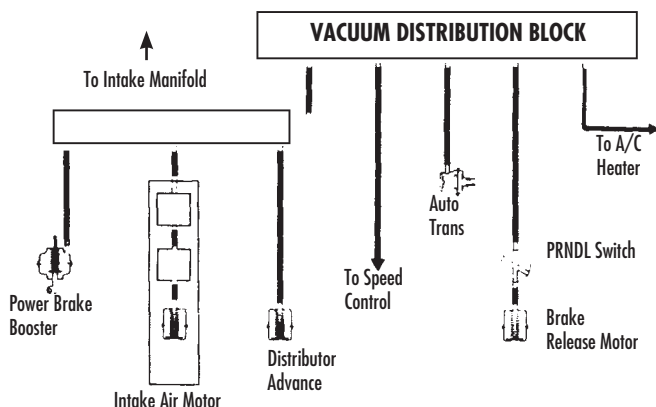 VACUUM DISTRIBUTION BLOCK
To Intake Manifold
To A/C
Heater
Auto
Trans
PRNDL Switch
To Speed
Control
Power Brake
Booster
Brake
Release Motor
Distributor
Advance
Intake Air Motor